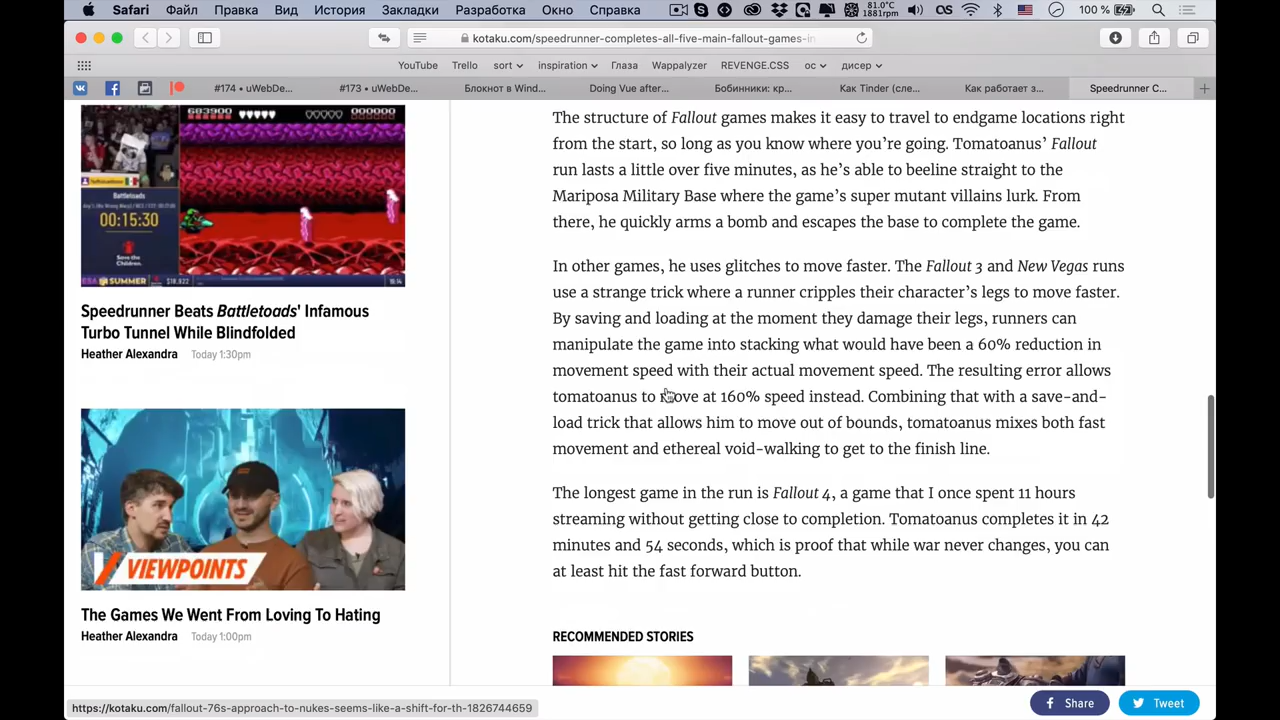 Safari Файл Правка Вид История Закладки Разработка Окно Справка 81.0°C 1881rpm 100 %
kotaku.com/speedrunner-completes-all-five-main-fallout-games-in
YouTube Trello sort inspiration Глаза Wappalyzer REVENGE.CSS ос дисер
#174 • uWebDe... #173 • uWebDe... Блокнот в Wind... Doing Vue after... Бобинники: кр... Как Tinder (сле... Как работает з... Speedrunner C...
683900 000000
Battletoads
00:15:30
Save the
Children.
SUMMER $18,922
Speedrunner Beats Battletoads' Infamous
Turbo Tunnel While Blindfolded
Heather Alexandra Today 1:30pm
VIEWPOINTS
The Games We Went From Loving To Hating
Heather Alexandra Today 1:00pm
The structure of Fallout games makes it easy to travel to endgame locations right
from the start, so long as you know where you’re going. Tomatoanus’ Fallout
run lasts a little over five minutes, as he’s able to beeline straight to the
Mariposa Military Base where the game’s super mutant villains lurk. From
there, he quickly arms a bomb and escapes the base to complete the game.
In other games, he uses glitches to move faster. The Fallout 3 and New Vegas runs
use a strange trick where a runner cripples their character’s legs to move faster.
By saving and loading at the moment they damage their legs, runners can
manipulate the game into stacking what would have been a 60% reduction in
movement speed with their actual movement speed. The resulting error allows
tomatoanus to move at 160% speed instead. Combining that with a save-and-
load trick that allows him to move out of bounds, tomatoanus mixes both fast
movement and ethereal void-walking to get to the finish line.
The longest game in the run is Fallout 4, a game that I once spent 11 hours
streaming without getting close to completion. Tomatoanus completes it in 42
minutes and 54 seconds, which is proof that while war never changes, you can
at least hit the fast forward button.
RECOMMENDED STORIES
https://kotaku.com/fallout-76s-approach-to-nukes-seems-like-a-shift-for-th-1826744659
Share Tweet